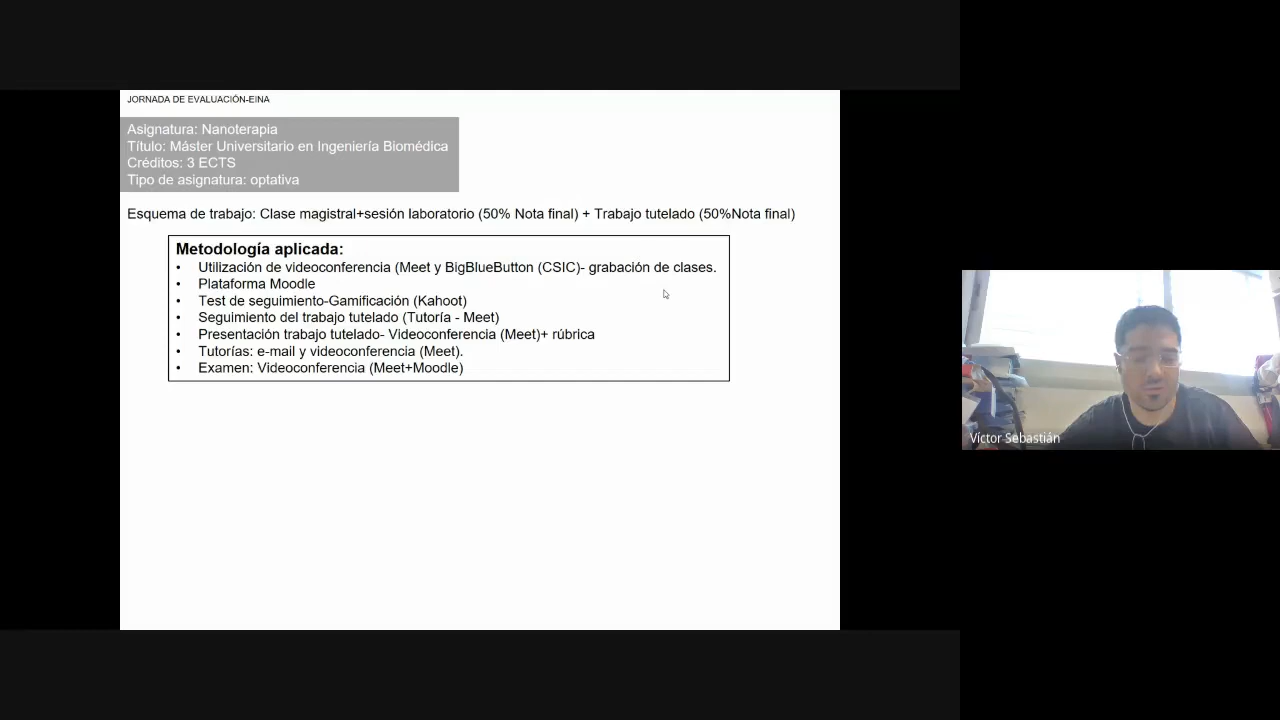 JORNADA DE EVALUACIÓN-EINA
Asignatura: Nanoterapia
Título: Máster Universitario en Ingeniería Biomédica
Créditos: 3 ECTS
Tipo de asignatura: optativa
Esquema de trabajo: Clase magistral+sesión laboratorio (50% Nota final) + Trabajo tutelado (50%Nota final)
Metodología aplicada:
• Utilización de videoconferencia (Meet y BigBlueButton (CSIC)- grabación de clases.
• Plataforma Moodle
• Test de seguimiento-Gamificación (Kahoot)
• Seguimiento del trabajo tutelado (Tutoría - Meet)
• Presentación trabajo tutelado- Videoconferencia (Meet)+ rúbrica
• Tutorías: e-mail y videoconferencia (Meet).
• Examen: Videoconferencia (Meet+Moodle)
Víctor Sebastián